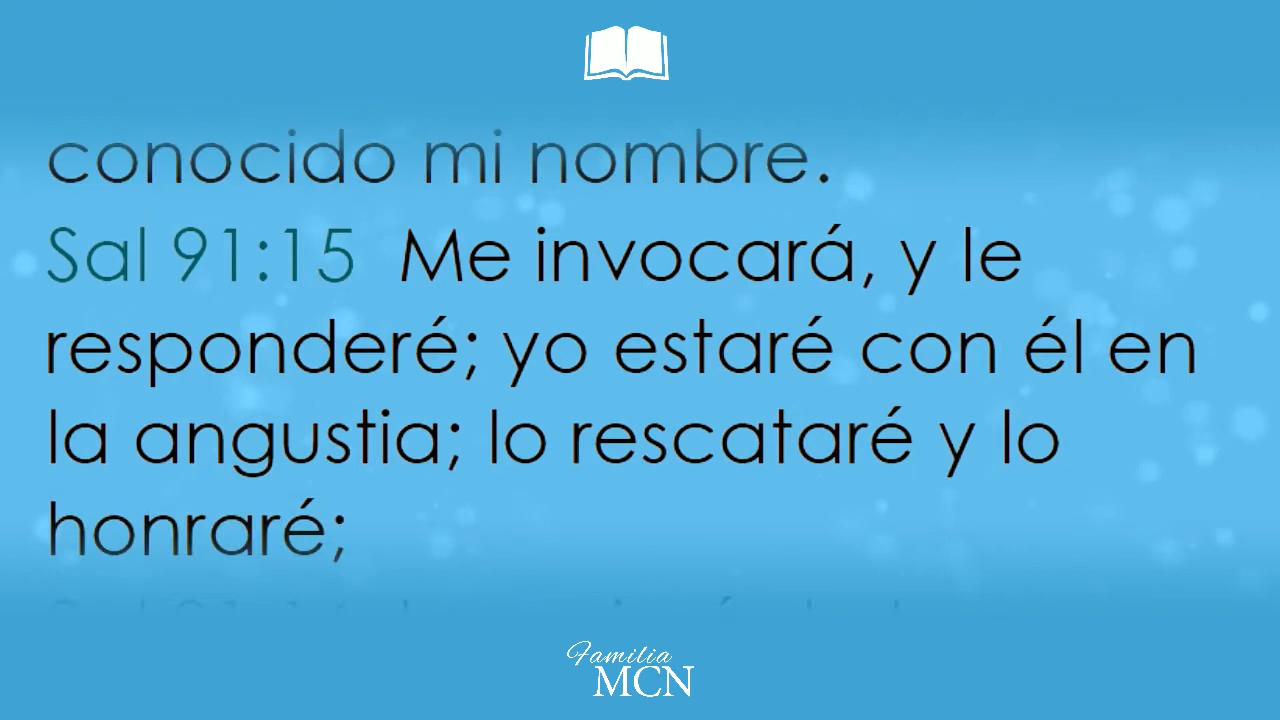 conocido mi nombre.
Sal 91:15 Me invocará, y le
responderé; yo estaré con él en
la angustia; lo rescataré y lo
honraré;
Familia
MCN